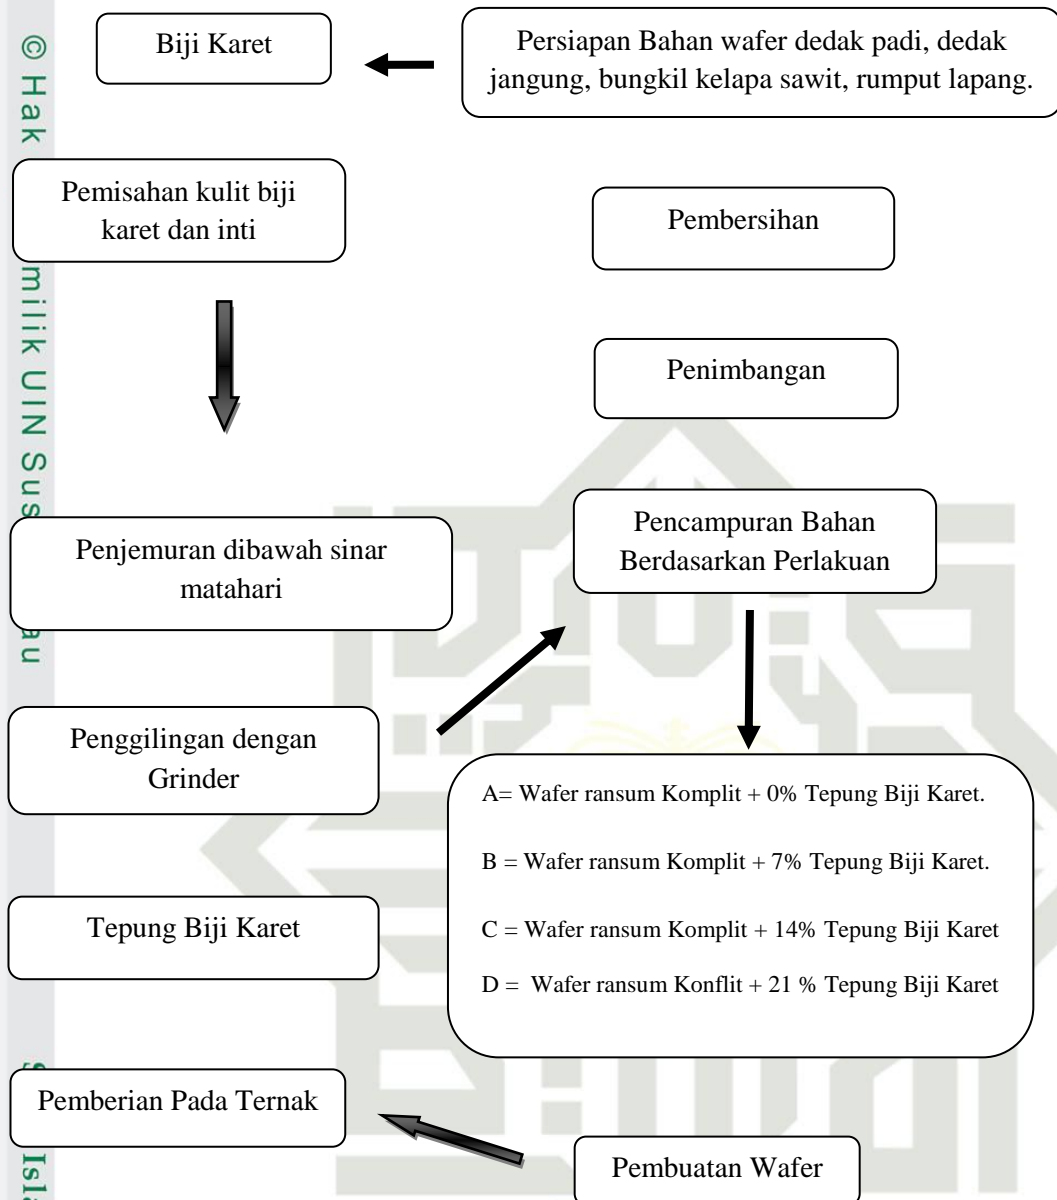 Biji Karet
Persiapan Bahan wafer dedak padi, dedak
jangung, bungkil kelapa sawit, rumput lapang.
Pemisahan kulit biji
karet dan inti
Pembersihan
Penimbangan
Penjemuran dibawah sinar
matahari
Pencampuran Bahan
Berdasarkan Perlakuan
Penggilingan dengan
Grinder
A= Wafer ransum Komplit + 0% Tepung Biji Karet.
B = Wafer ransum Komplit + 7% Tepung Biji Karet.
C = Wafer ransum Komplit + 14% Tepung Biji Karet
D = Wafer ransum Konflit + 21 % Tepung Biji Karet
Tepung Biji Karet
Pemberian Pada Ternak
Pembuatan Wafer
© Hak milik UIN